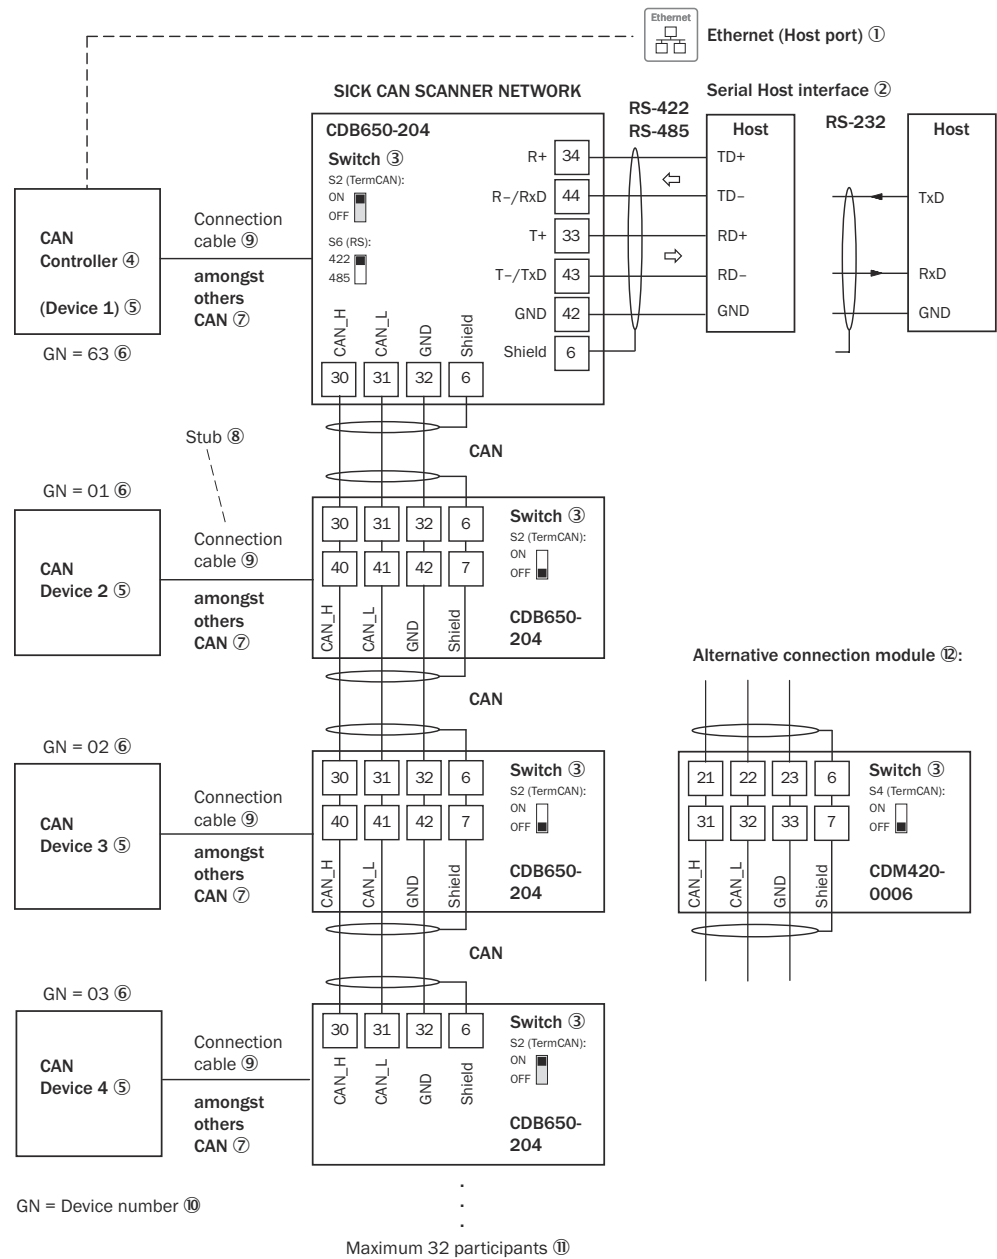 Ethernet
Ethernet (Host port) ①
SICK CAN SCANNER NETWORK
Serial Host interface ②
RS-422
RS-485
RS-232
CDB650-204
Switch ③
S2 (TermCAN):
ON
OFF
S6 (RS):
422
485
R+
34
R–/RxD
44
T+
33
T–/TxD
43
GND
42
Shield
6
Host
TD+
TD–
RD+
RD–
GND
Host
TxD
RxD
GND
CAN
Controller ④
(Device 1) ⑤
GN = 63 ⑥
Connection
cable ⑨
amongst
others
CAN ⑦
CAN_H
CAN_L
GND
Shield
30
31
32
6
CAN
Stub ⑧
GN = 01 ⑥
CAN
Device 2 ⑤
Connection
cable ⑨
amongst
others
CAN ⑦
30
31
32
6
40
41
42
7
CAN_H
CAN_L
GND
Shield
Switch ③
S2 (TermCAN):
ON
OFF
CDB650-
204
CAN
GN = 02 ⑥
CAN
Device 3 ⑤
Connection
cable ⑨
amongst
others
CAN ⑦
30
31
32
6
40
41
42
7
CAN_H
CAN_L
GND
Shield
Switch ③
S2 (TermCAN):
ON
OFF
CDB650-
204
CAN
Alternative connection module ⑫:
21
22
23
6
31
32
33
7
CAN_H
CAN_L
GND
Shield
Switch ③
S4 (TermCAN):
ON
OFF
CDM420-
0006
GN = 03 ⑥
CAN
Device 4 ⑤
Connection
cable ⑨
amongst
others
CAN ⑦
30
31
32
6
CAN_H
CAN_L
GND
Shield
Switch ③
S2 (TermCAN):
ON
OFF
CDB650-
204
GN = Device number ⑩
Maximum 32 participants ⑪